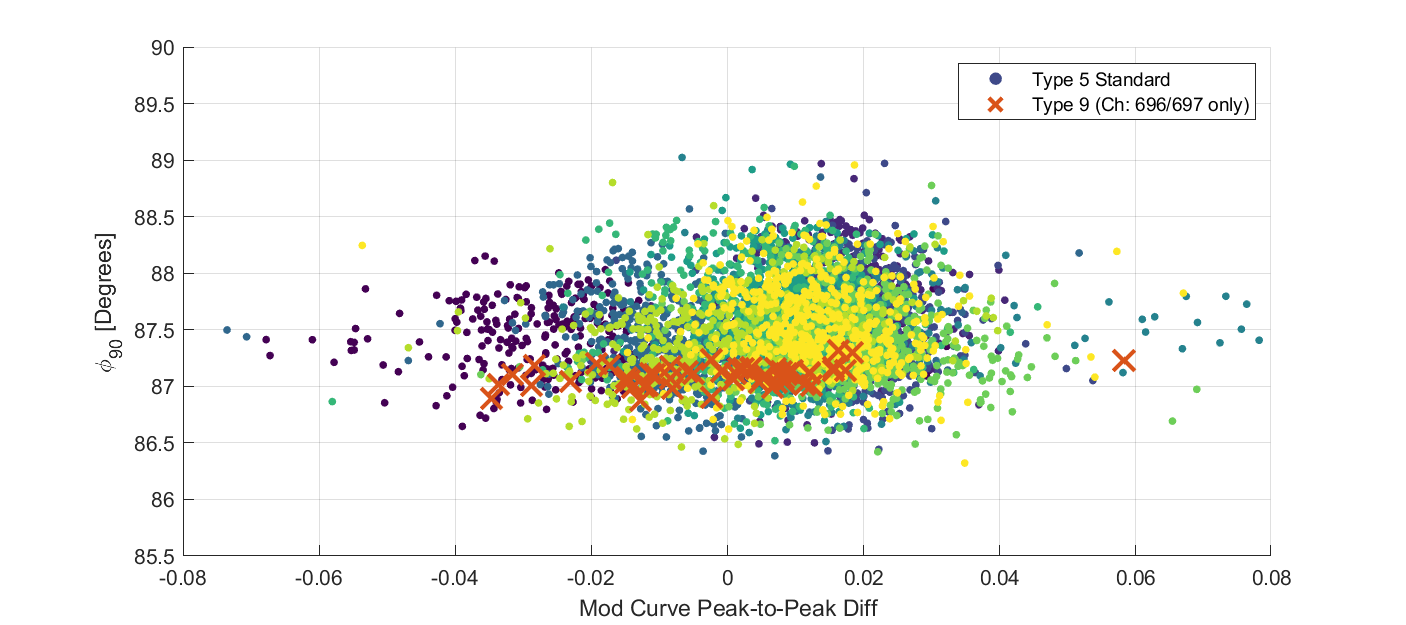 90
89.5
89
88.5
88
87.5
87
86.5
86
85.5
ϕ90 [Degrees]
Type 5 Standard
Type 9 (Ch: 696/697 only)
-0.08 -0.06 -0.04 -0.02 0 0.02 0.04 0.06 0.08
Mod Curve Peak-to-Peak Diff